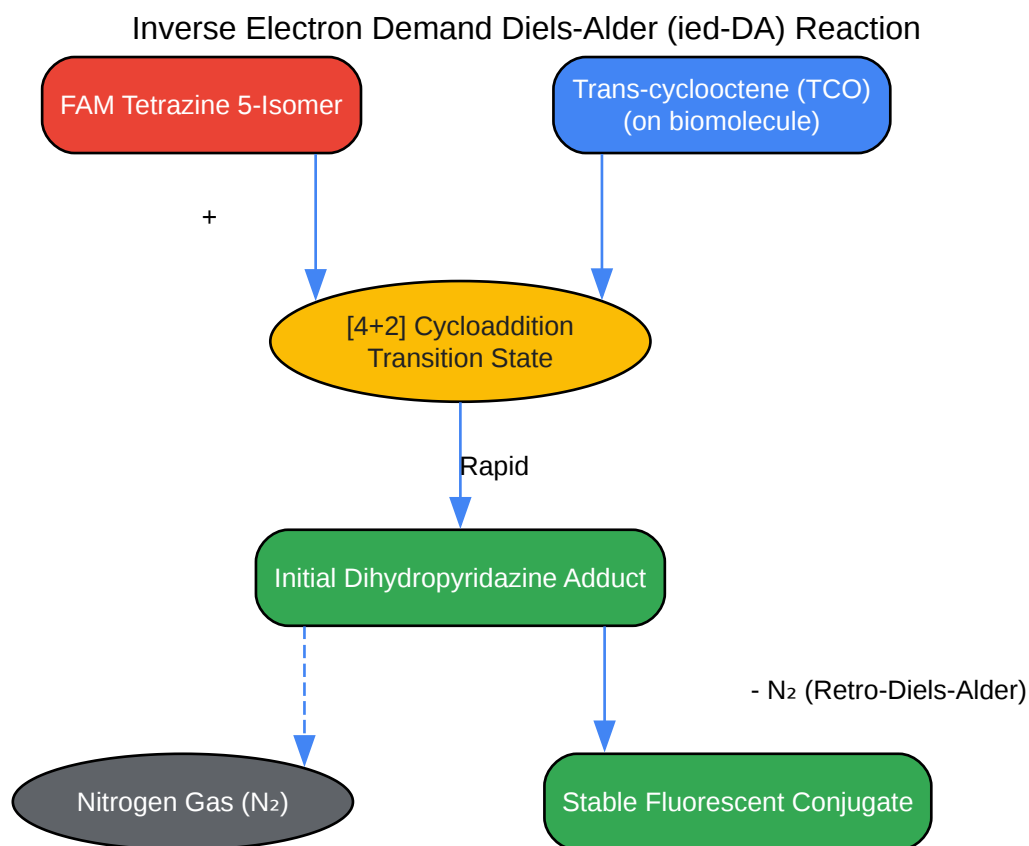 Inverse Electron Demand Diels-Alder (ied-DA) Reaction
FAM Tetrazine 5-Isomer
Trans-cyclooctene (TCO)
(on biomolecule)
+
[4+2] Cycloaddition
Transition State
Rapid
Initial Dihydropyridazine Adduct
- N₂ (Retro-Diels-Alder)
Nitrogen Gas (N₂)
Stable Fluorescent Conjugate